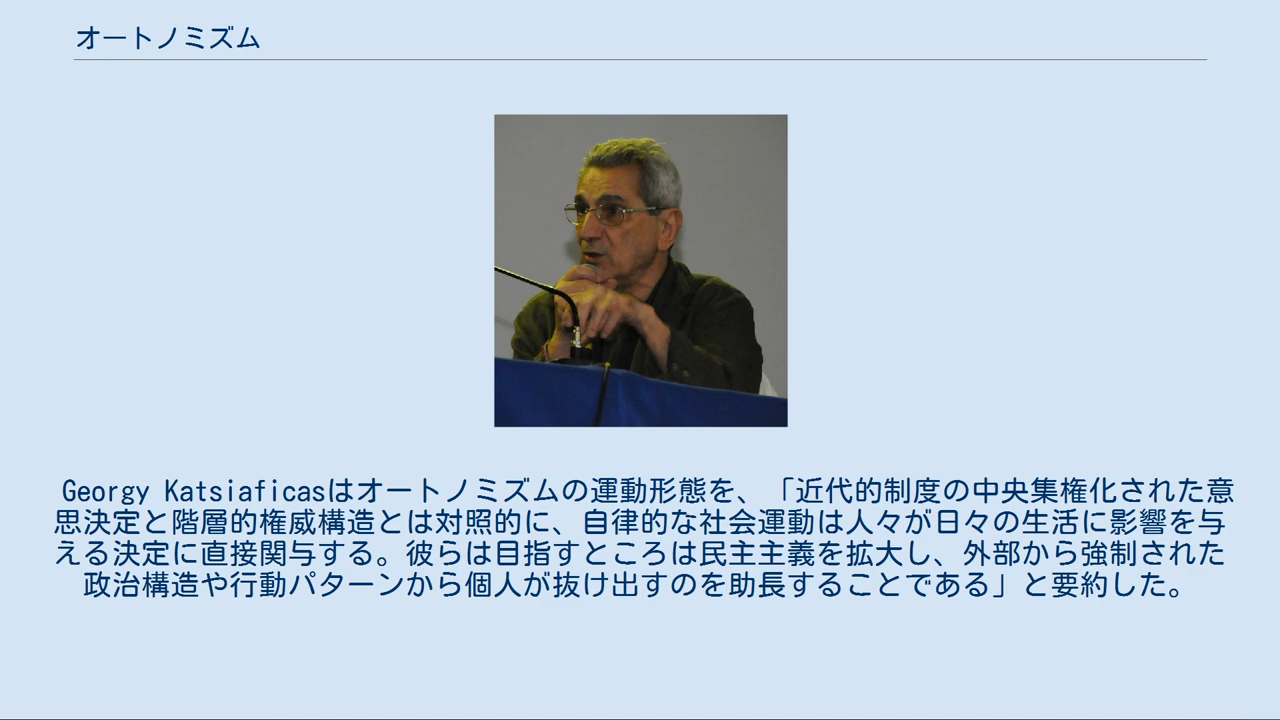 オートノミズム
Georgy Katsiaficasはオートノミズムの運動形態を、「近代的制度の中央集権化された意
思決定と階層的権威構造とは対照的に、自律的な社会運動は人々が日々の生活に影響を与
える決定に直接関与する。彼らは目指すところは民主主義を拡大し、外部から強制された
政治構造や行動パターンから個人が抜け出すのを助長することである」と要約した。